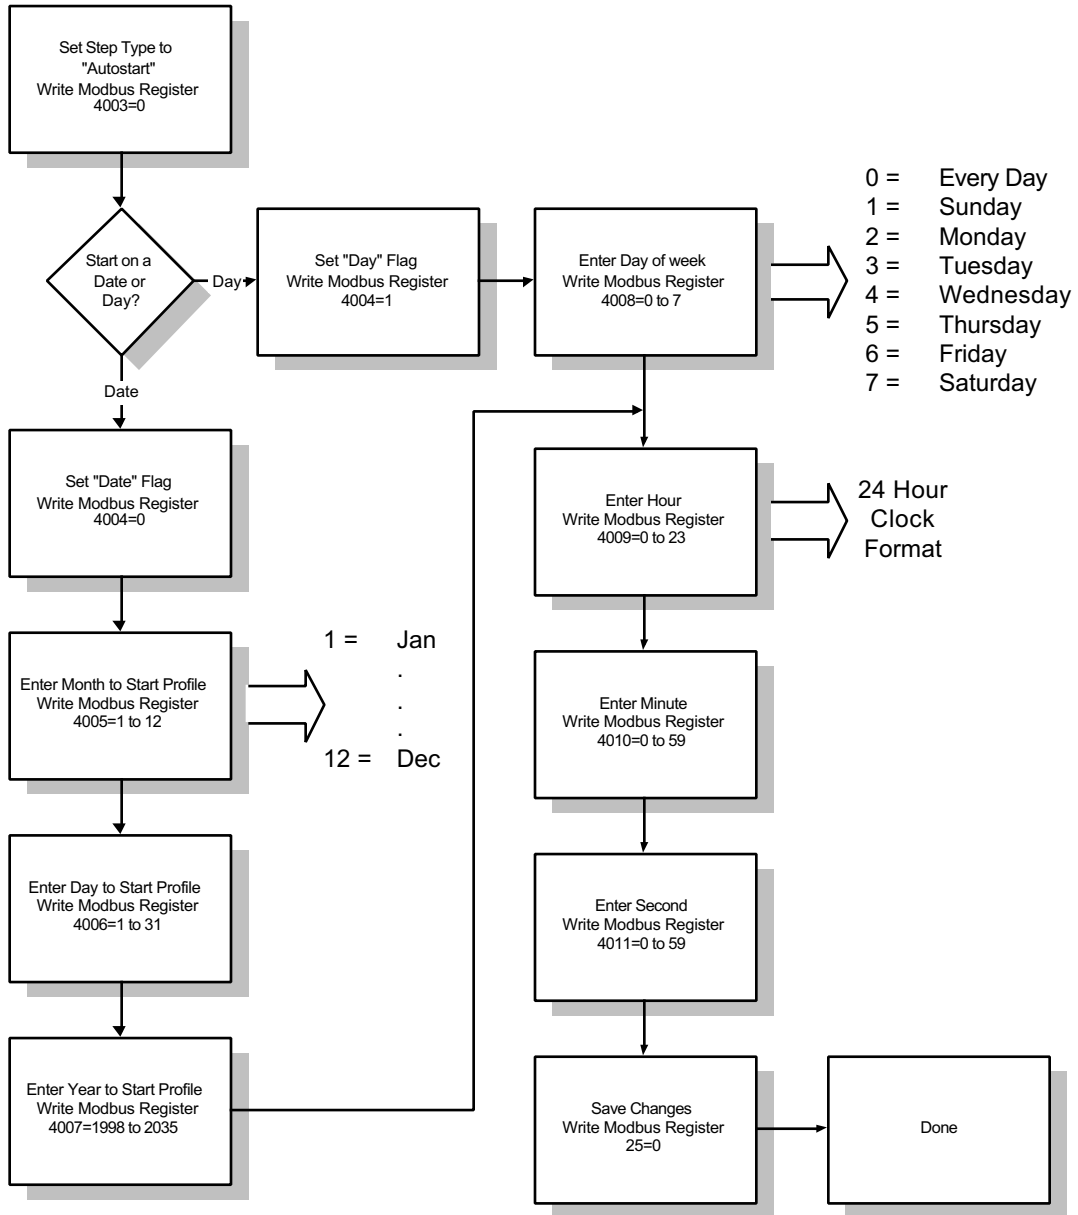 Set Step Type to
"Autostart"
Write Modbus Register
4003=0
Start on a
Date or
Day?
Day
Date
Set "Day" Flag
Write Modbus Register
4004=1
Enter Day of week
Write Modbus Register
4008=0 to 7
0 = Every Day
1 = Sunday
2 = Monday
3 = Tuesday
4 = Wednesday
5 = Thursday
6 = Friday
7 = Saturday
Set "Date" Flag
Write Modbus Register
4004=0
Enter Month to Start Profile
Write Modbus Register
4005=1 to 12
1 = Jan
.
.
.
12 = Dec
Enter Day to Start Profile
Write Modbus Register
4006=1 to 31
Enter Year to Start Profile
Write Modbus Register
4007=1998 to 2035
Enter Hour
Write Modbus Register
4009=0 to 23
24 Hour
Clock
Format
Enter Minute
Write Modbus Register
4010=0 to 59
Enter Second
Write Modbus Register
4011=0 to 59
Save Changes
Write Modbus Register
25=0
Done